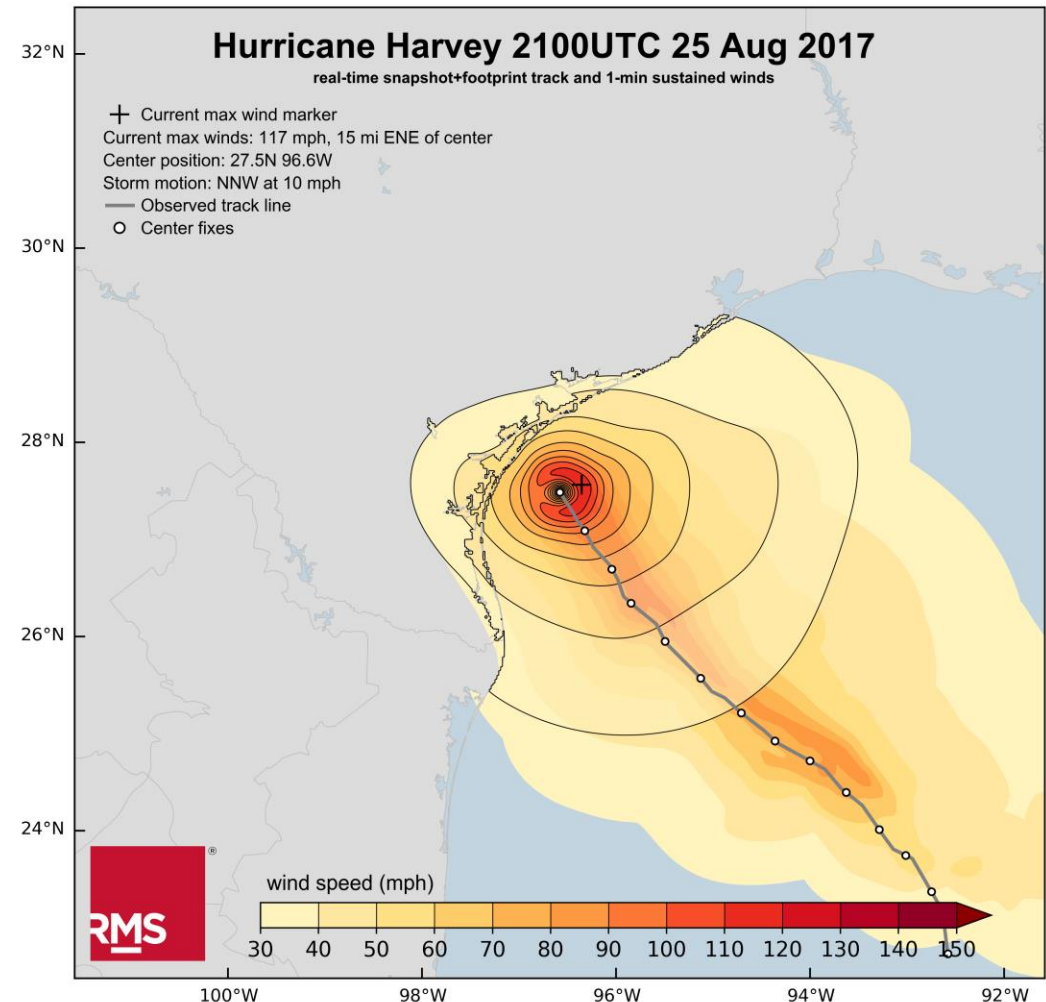 Hurricane Harvey 2100UTC 25 Aug 2017
real-time snapshot+footprint track and 1-min sustained winds
Current max wind marker
Current max winds: 117 mph, 15 mi ENE of center
Center position: 27.5N 96.6W
Storm motion: NNW at 10 mph
Observed track line
Center fixes
32°N
30°N
28°N
26°N
24°N
RMS
®
wind speed (mph)
30 40 50 60 70 80 90 100 110 120 130 140 150
100°W 98°W 96°W 94°W 92°W